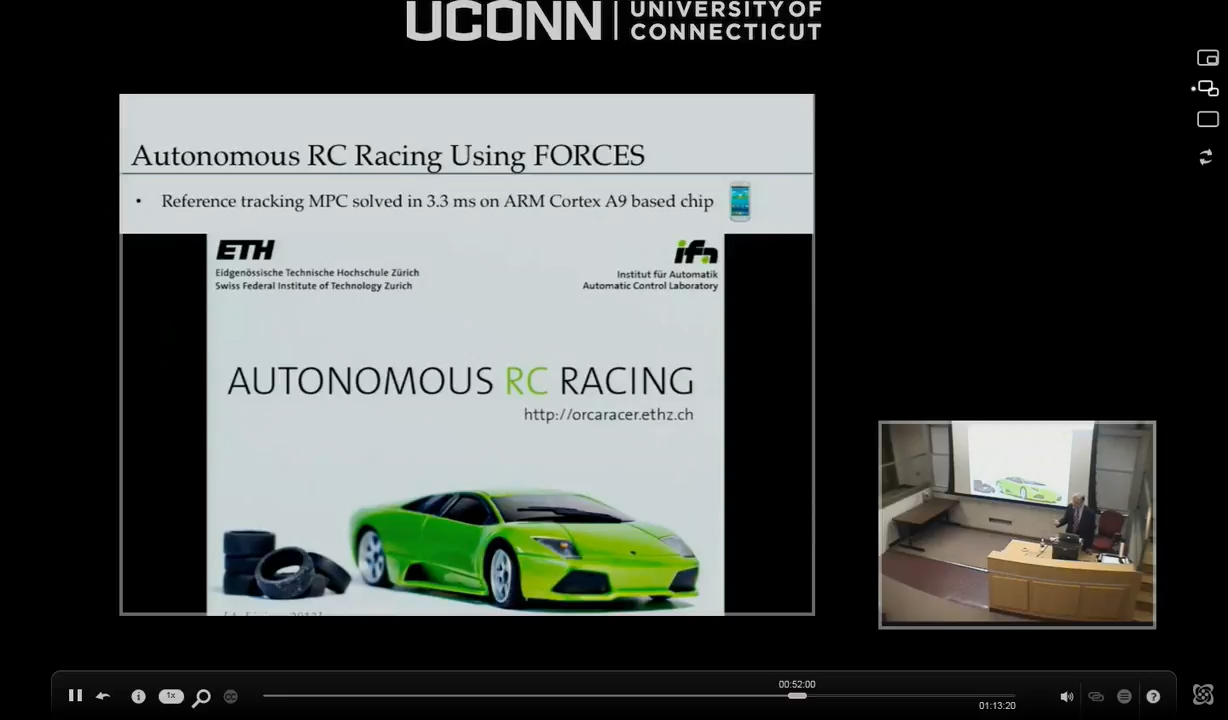 UCONN
UNIVERSITY OF
CONNECTICUT
Autonomous RC Racing Using FORCES
• Reference tracking MPC solved in 3.3 ms on ARM Cortex A9 based chip
ETH
Eidgenössische Technische Hochschule Zürich
Swiss Federal Institute of Technology Zurich
ifa
Institut für Automatik
Automatic Control Laboratory
AUTONOMOUS RC RACING
http://orcaracer.ethz.ch
1x
CC
00:52:00
01:13:20